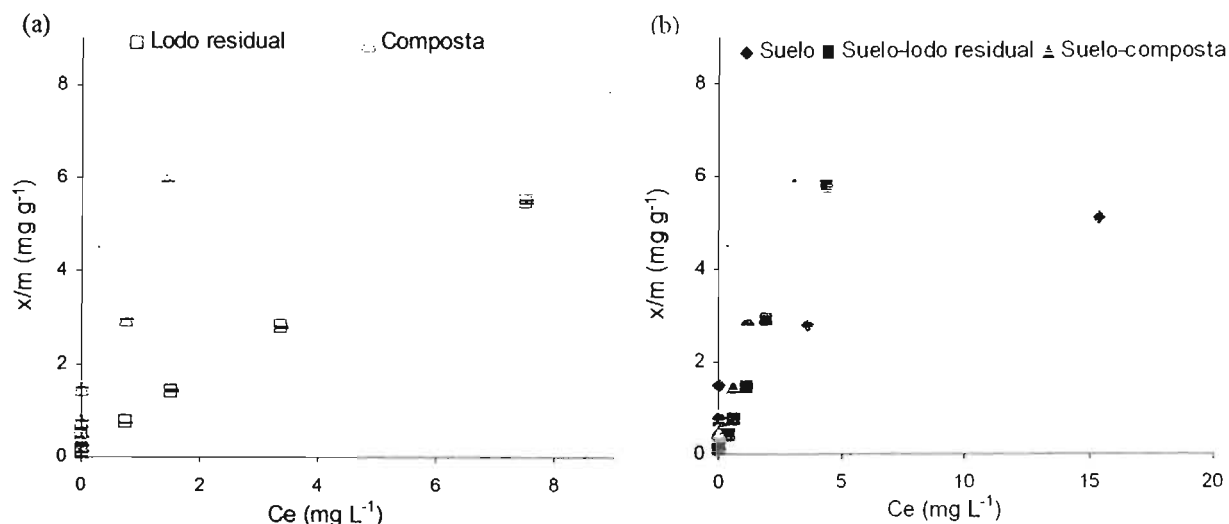 (a)
Lodo residual Composta
8
6
4
2
0
x/m (mg g⁻¹)
0 2 4 6 8
Ce (mg L⁻¹)
(b)
Suelo Suelo-lodo residual Suelo-composta
8
6
4
2
0
x/m (mg g⁻¹)
0 5 10 15 20
Ce (mg L⁻¹)